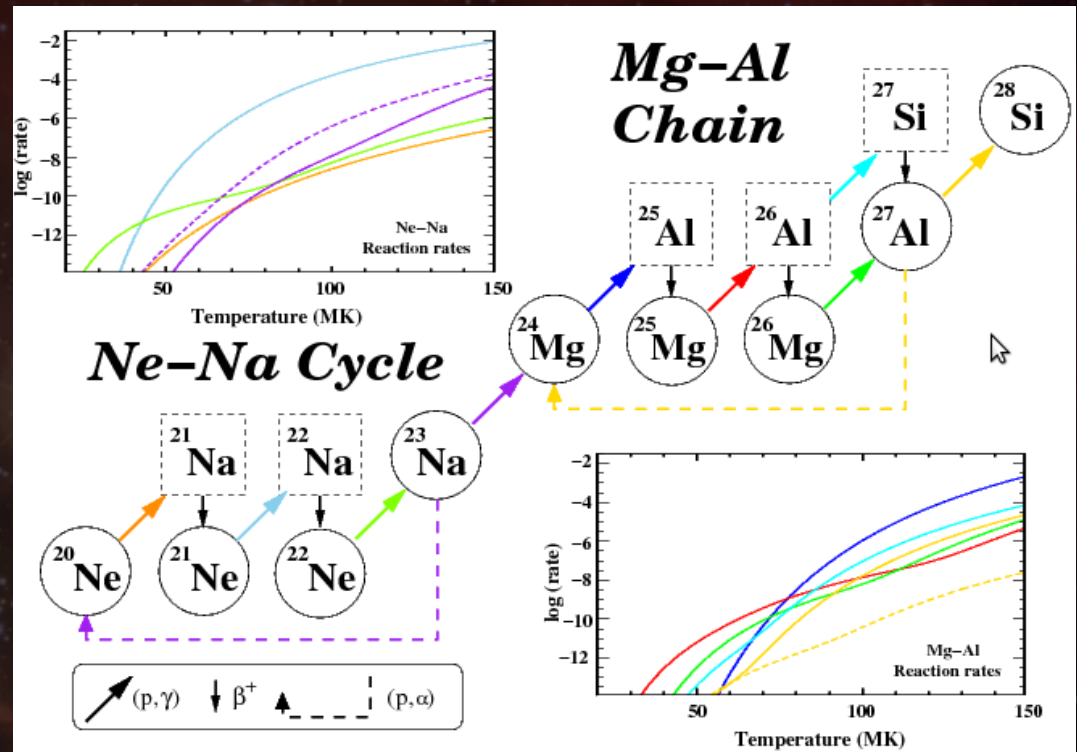 -2
-4
-6
-8
-10
-12
log (rate)
Ne-Na
Reaction rates
50
100
150
Temperature (MK)
Mg-Al
Chain
27
Si
28
Si
25
Al
26
Al
27
Al
24
Mg
25
Mg
26
Mg
Ne-Na Cycle
21
Na
22
Na
23
Na
20
Ne
21
Ne
22
Ne
(p,γ)
β+
(p,α)
-2
-4
-6
-8
-10
-12
log (rate)
Mg-Al
Reaction rates
50
100
150
Temperature (MK)